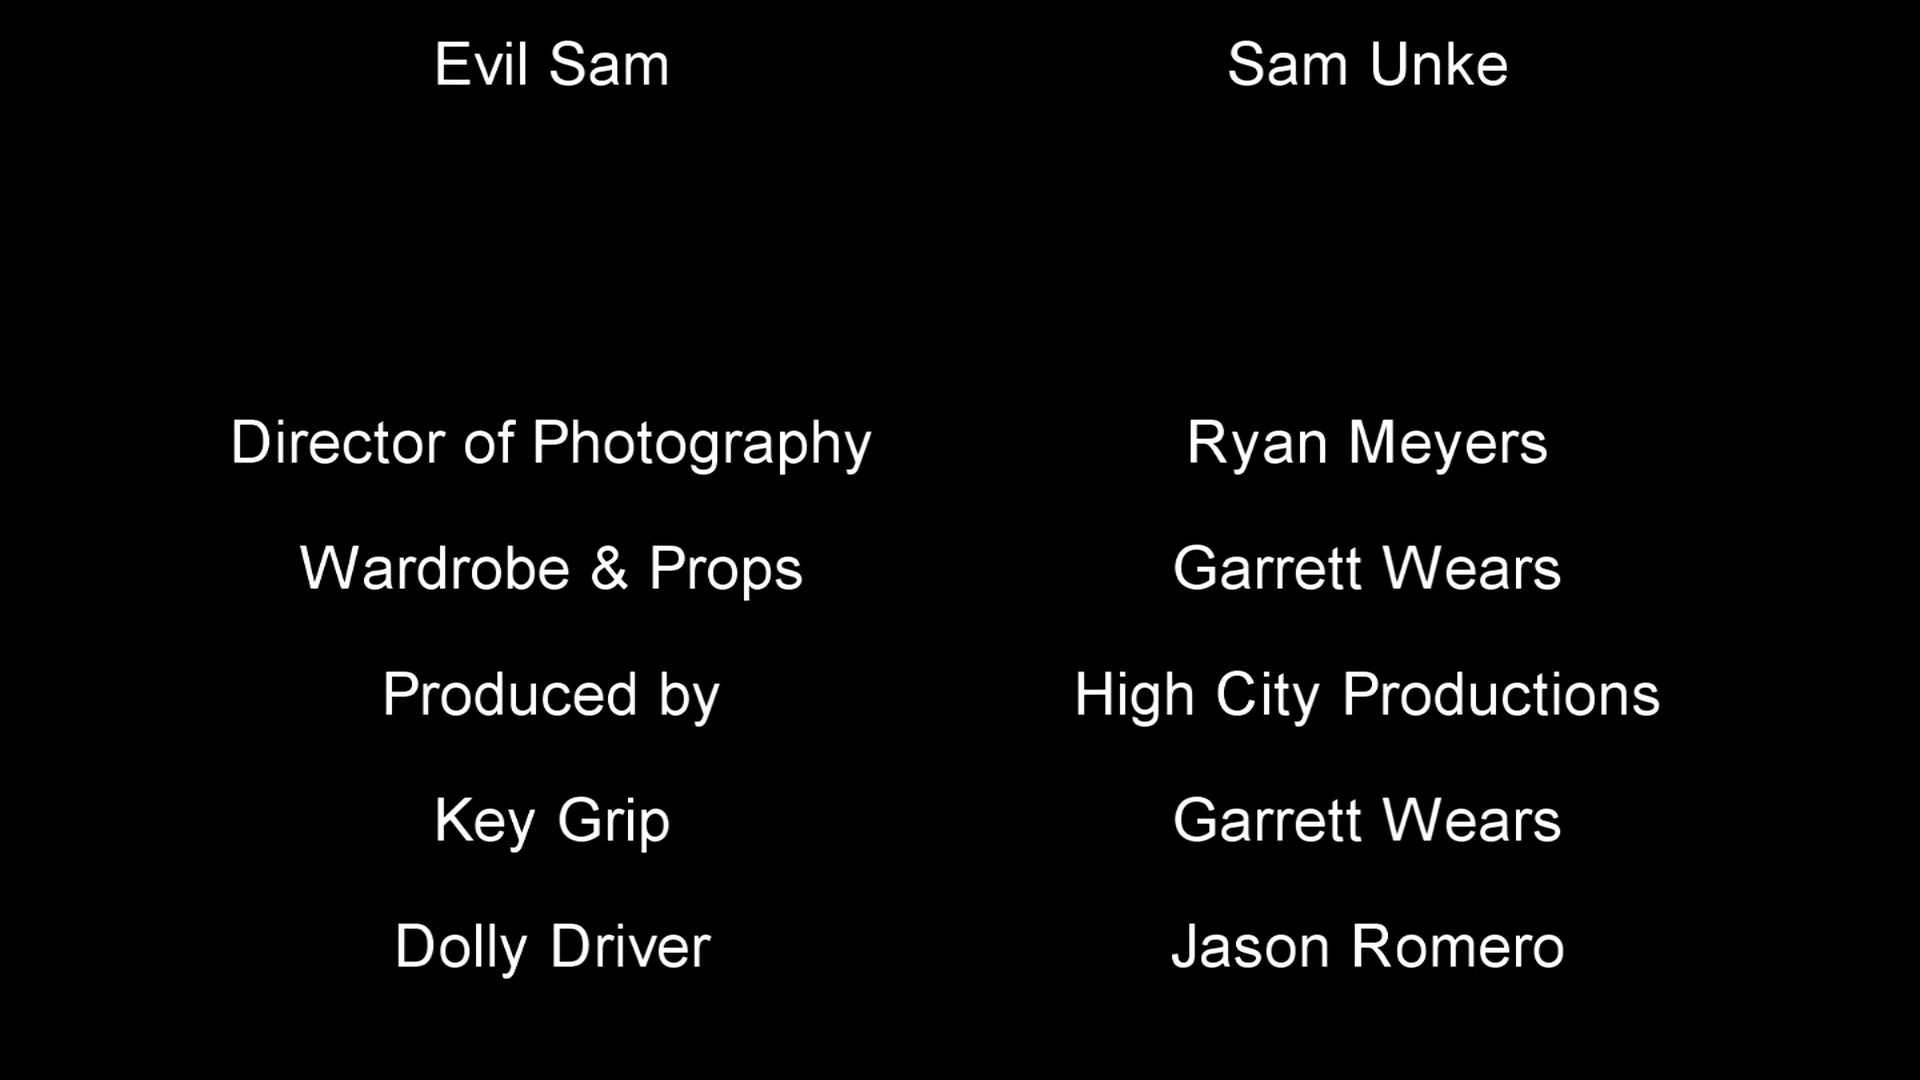 Evil Sam Sam Unke
Director of Photography Ryan Meyers
Wardrobe & Props Garrett Wears
Produced by High City Productions
Key Grip Garrett Wears
Dolly Driver Jason Romero